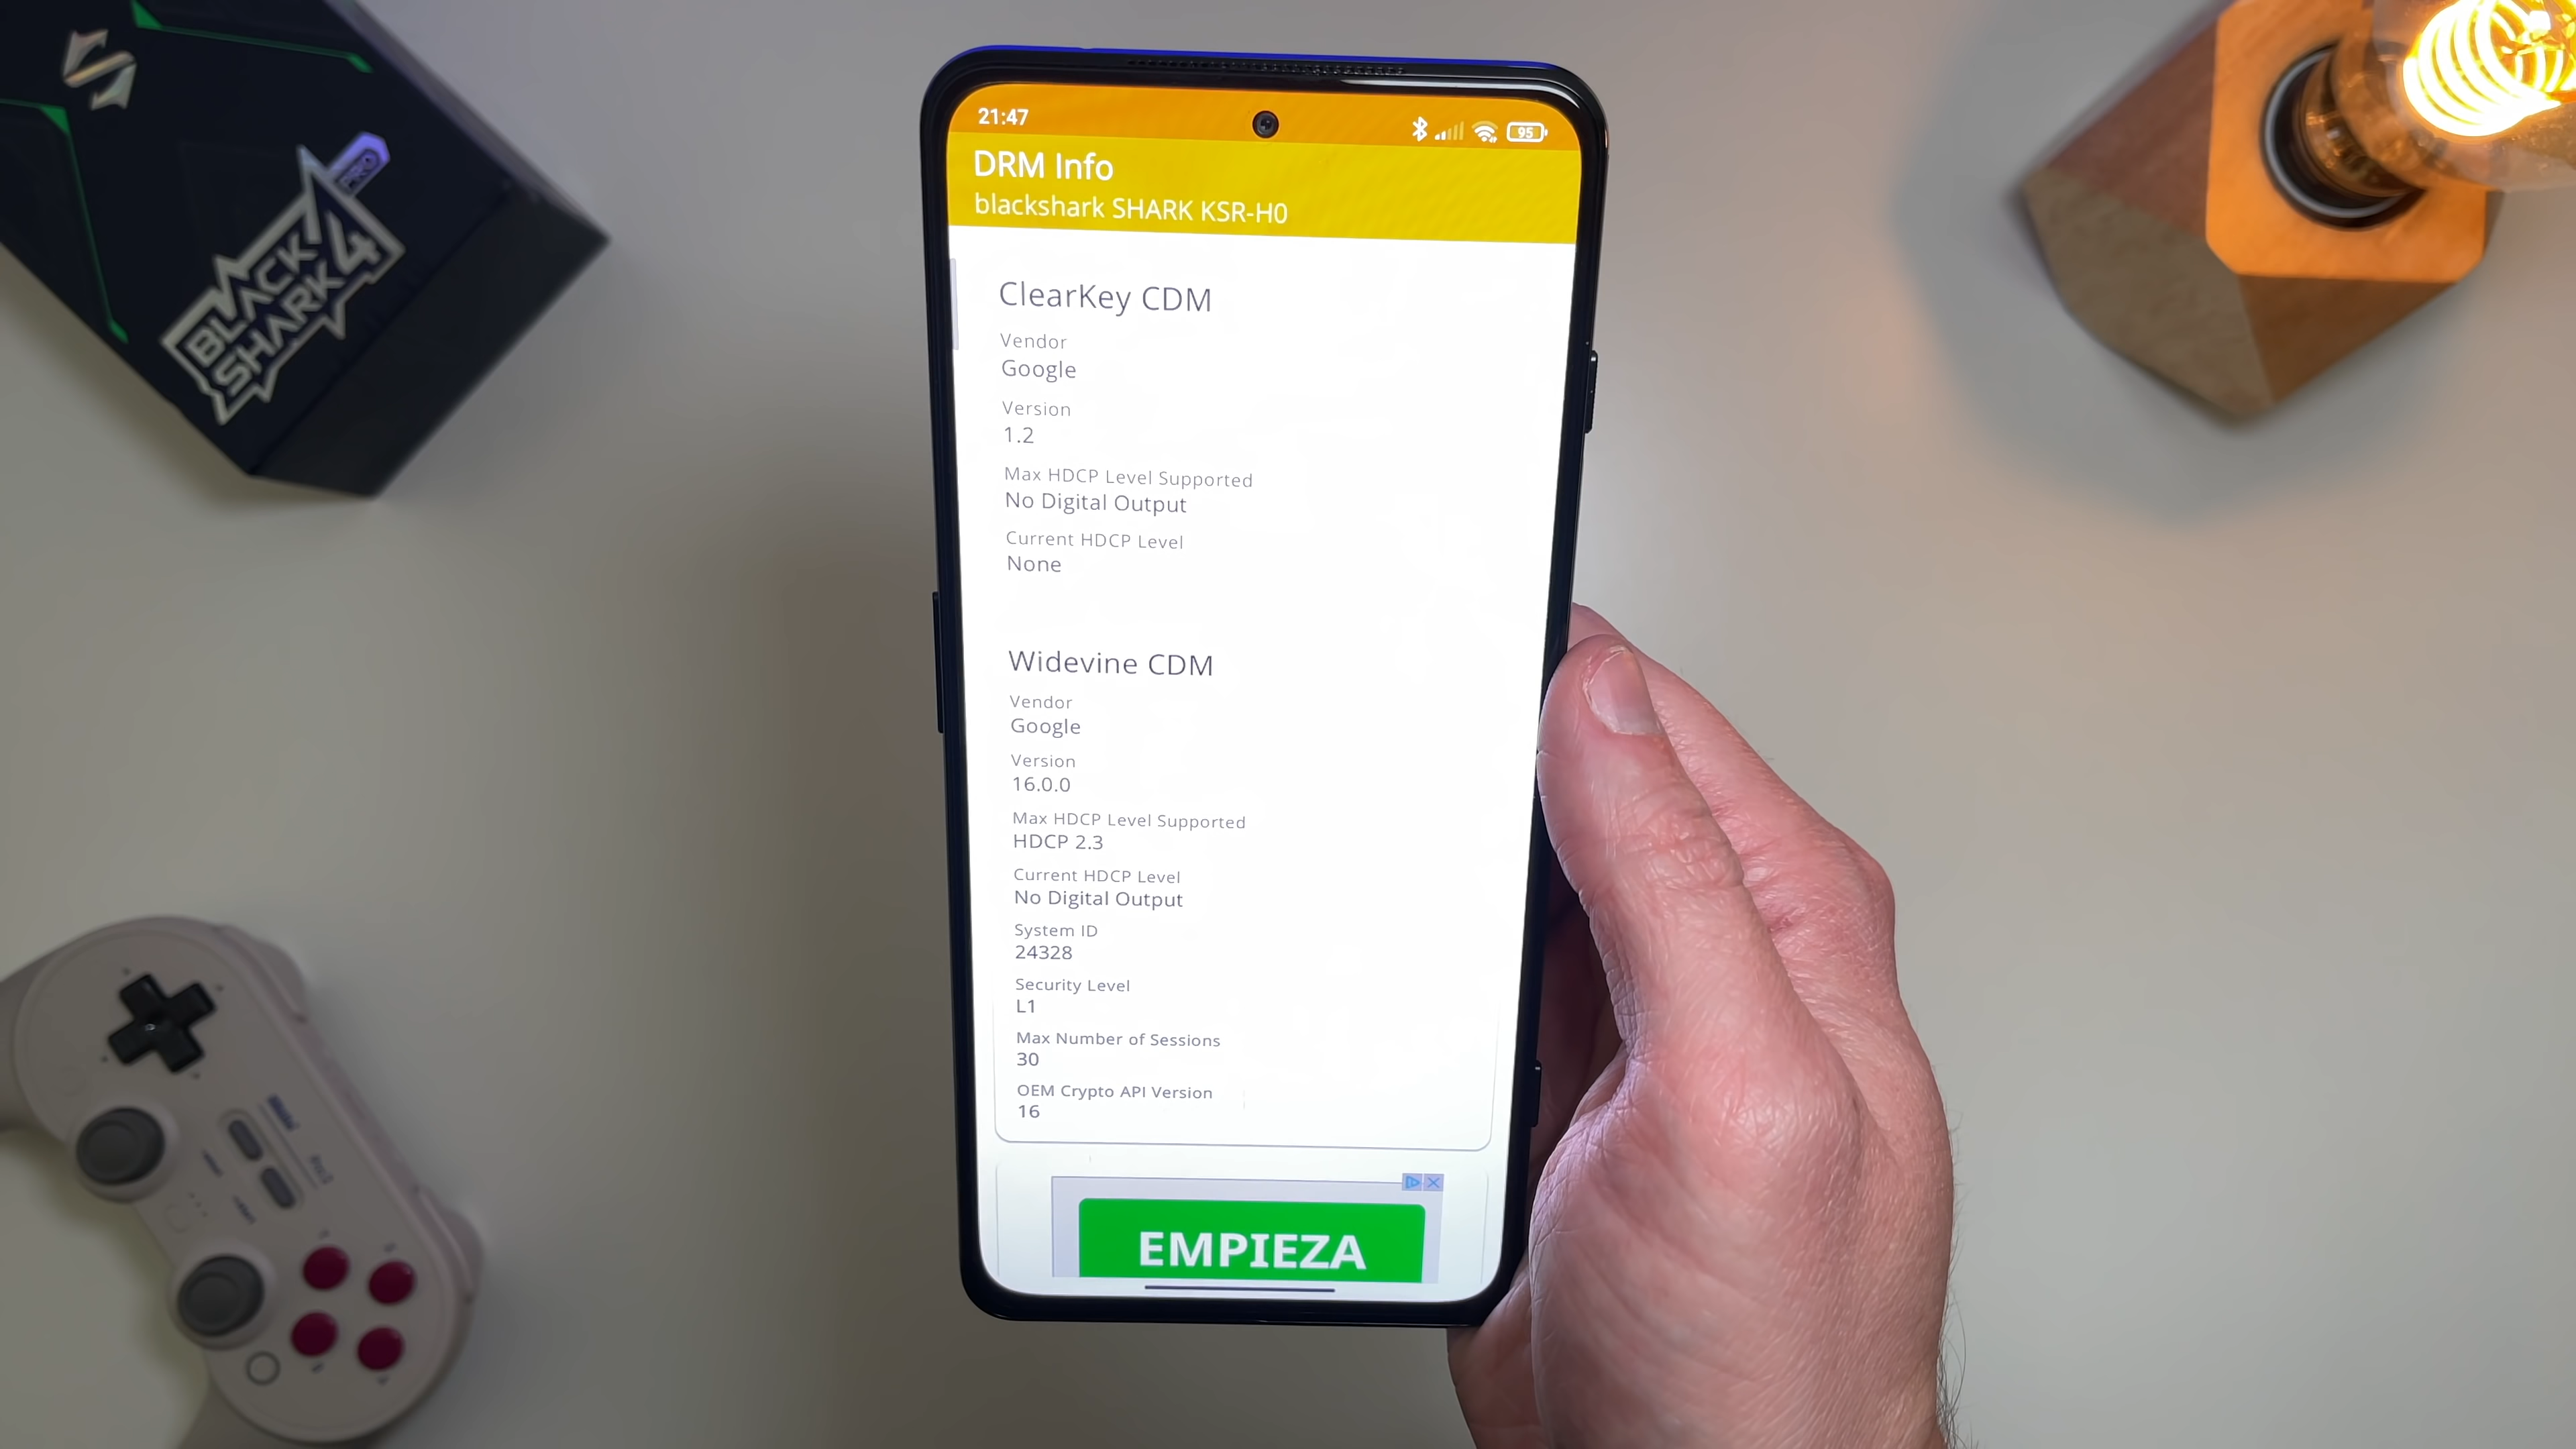 BLACK
SHARK 4
PRO
21:47
95
DRM Info
blackshark SHARK KSR-H0
ClearKey CDM
Vendor
Google
Version
1.2
Max HDCP Level Supported
No Digital Output
Current HDCP Level
None
Widevine CDM
Vendor
Google
Version
16.0.0
Max HDCP Level Supported
HDCP 2.3
Current HDCP Level
No Digital Output
System ID
24328
Security Level
L1
Max Number of Sessions
30
OEM Crypto API Version
16
EMPIEZA